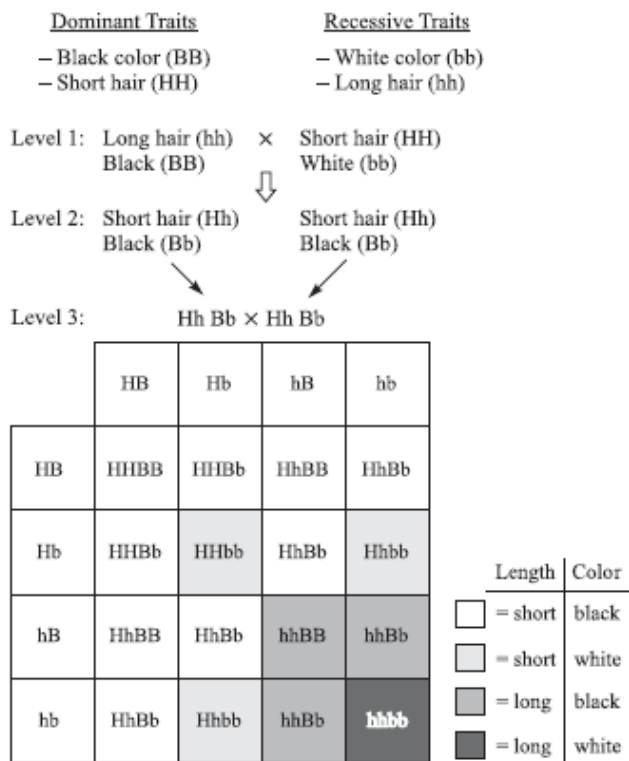 Dominant Traits Recessive Traits
– Black color (BB) – White color (bb)
– Short hair (HH) – Long hair (hh)
Level 1: Long hair (hh) × Short hair (HH)
Black (BB) White (bb)
Level 2: Short hair (Hh) Short hair (Hh)
Black (Bb) Black (Bb)
Level 3: Hh Bb × Hh Bb
HB Hb hB hb
HB HHBB HHBb HhBB HhBb
Hb HHBb HHbb HhBb Hhbb
hB HhBB HhBb hhBB hhBb
hb HhBb Hhbb hhBb hhbb
Length Color
= short black
= short white
= long black
= long white